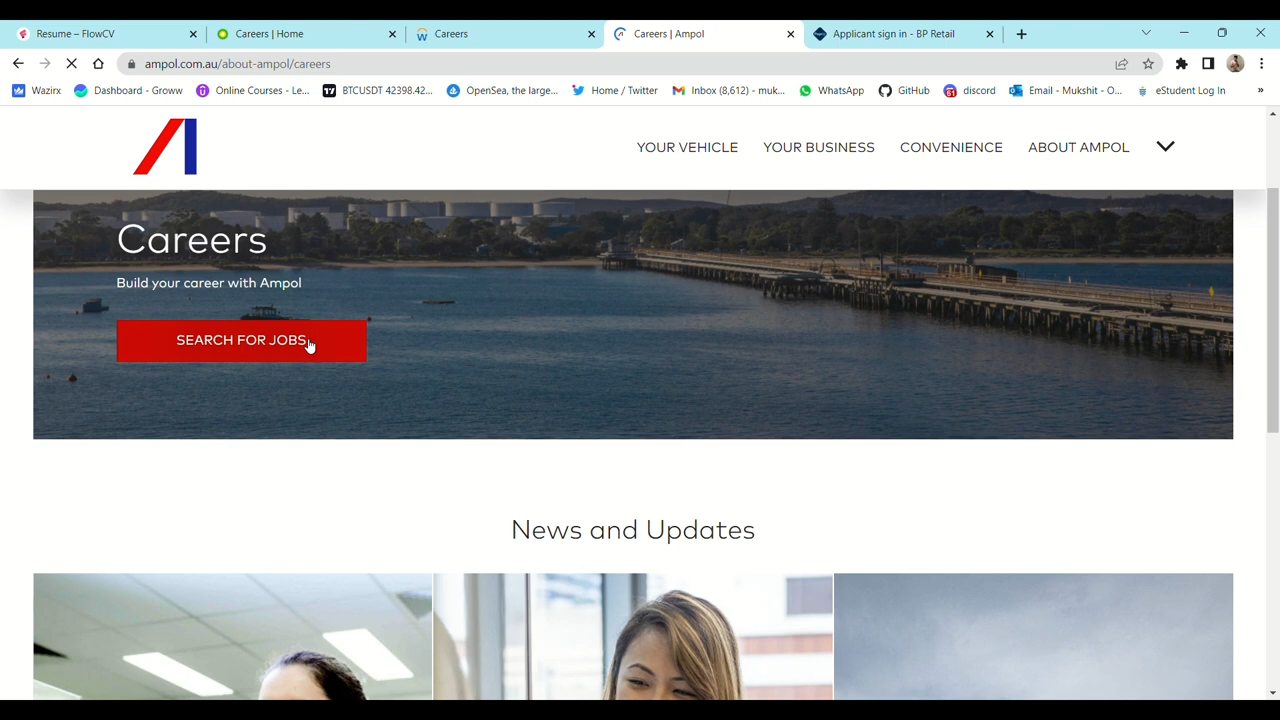 Resume – FlowCV
Careers | Home
Careers
Careers | Ampol
Applicant sign in - BP Retail
ampol.com.au/about-ampol/careers
Wazirx
Dashboard - Groww
Online Courses - Le...
BTCUSDT 42398.42...
OpenSea, the large...
Home / Twitter
Inbox (8,612) - muk...
WhatsApp
GitHub
discord
Email - Mukshit - O...
eStudent Log In
YOUR VEHICLE
YOUR BUSINESS
CONVENIENCE
ABOUT AMPOL
Careers
Build your career with Ampol
SEARCH FOR JOBS
News and Updates